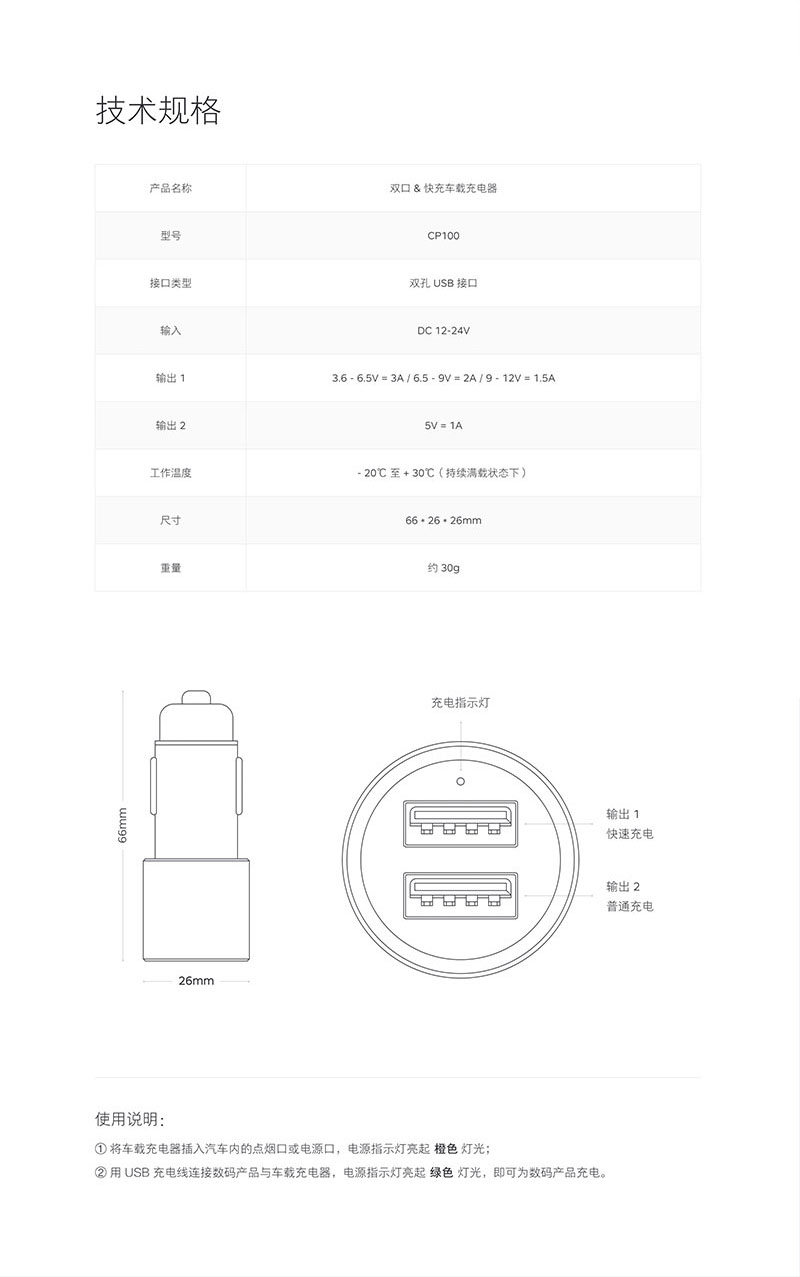 技术规格
产品名称 双口 & 快充车载充电器
型号 CP100
接口类型 双孔 USB 接口
输入 DC 12-24V
输出 1 3.6 - 6.5V = 3A / 6.5 - 9V = 2A / 9 - 12V = 1.5A
输出 2 5V = 1A
工作温度 - 20℃ 至 + 30℃（持续满载状态下）
尺寸 66 * 26 * 26mm
重量 约 30g
充电指示灯
66mm
输出 1
快速充电
输出 2
普通充电
26mm
使用说明：
① 将车载充电器插入汽车内的点烟口或电源口，电源指示灯亮起 橙色 灯光；
② 用 USB 充电线连接数码产品与车载充电器，电源指示灯亮起 绿色 灯光，即可为数码产品充电。